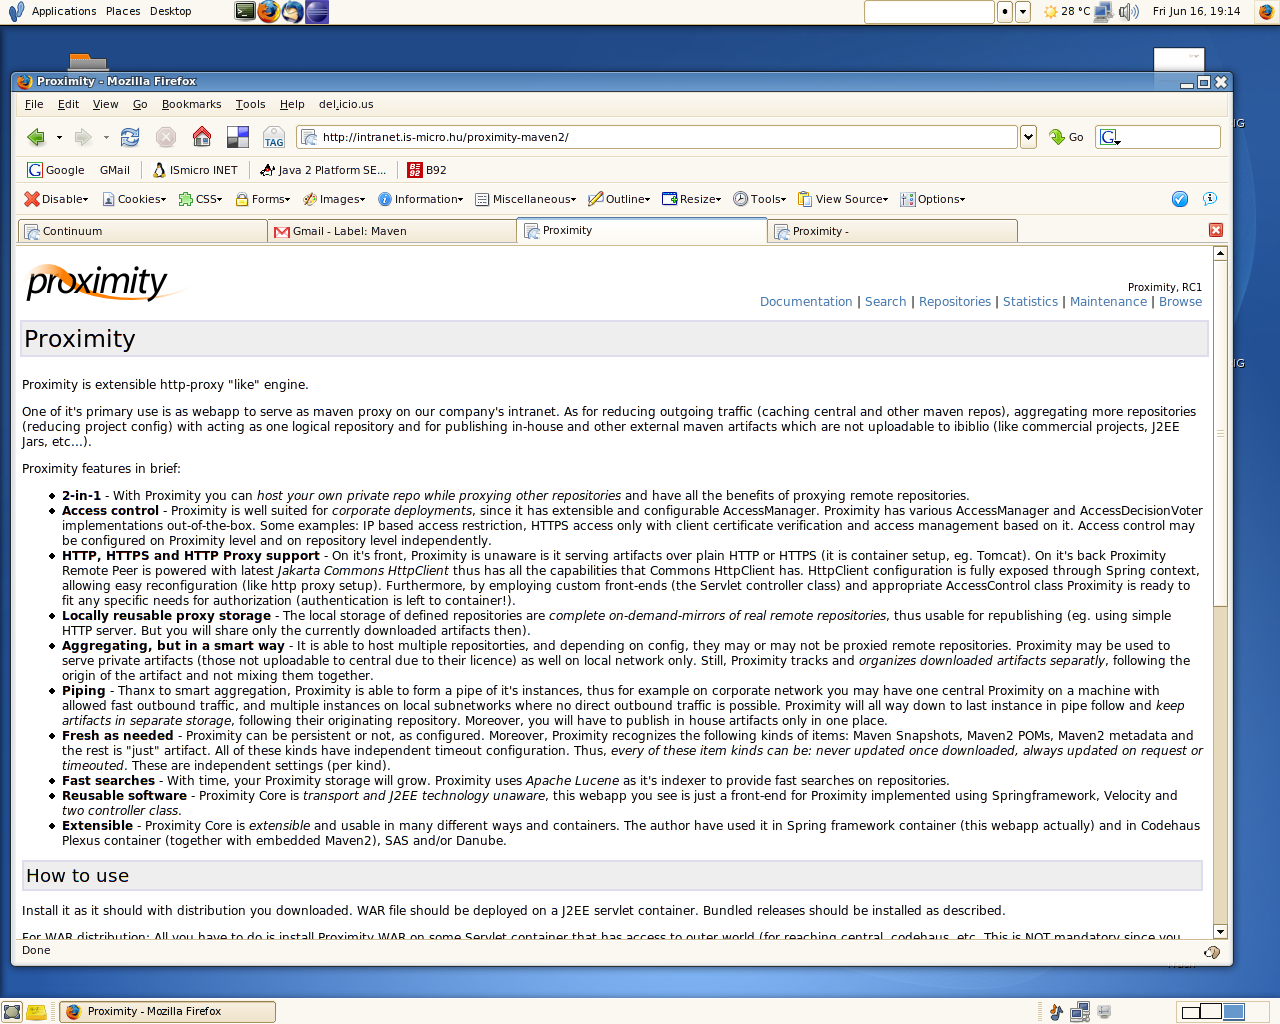 Applications Places Desktop
28 °C Fri Jun 16, 19:14
Proximity - Mozilla Firefox
File Edit View Go Bookmarks Tools Help del.icio.us
TAG http://intranet.is-micro.hu/proximity-maven2/ Go G
Google GMail ISmicro INET Java 2 Platform SE... B92
Disable Cookies CSS Forms Images Information Miscellaneous Outline Resize Tools View Source Options
Continuum Gmail - Label: Maven Proximity Proximity -
proximity
Proximity, RC1
Documentation | Search | Repositories | Statistics | Maintenance | Browse
Proximity
Proximity is extensible http-proxy "like" engine.
One of it's primary use is as webapp to serve as maven proxy on our company's intranet. As for reducing outgoing traffic (caching central and other maven repos), aggregating more repositories
(reducing project config) with acting as one logical repository and for publishing in-house and other external maven artifacts which are not uploadable to ibiblio (like commercial projects, J2EE
Jars, etc...).
Proximity features in brief:
2-in-1 - With Proximity you can host your own private repo while proxying other repositories and have all the benefits of proxying remote repositories.
Access control - Proximity is well suited for corporate deployments, since it has extensible and configurable AccessManager. Proximity has various AccessManager and AccessDecisionVoter
implementations out-of-the-box. Some examples: IP based access restriction, HTTPS access only with client certificate verification and access management based on it. Access control may
be configured on Proximity level and on repository level independently.
HTTP, HTTPS and HTTP Proxy support - On it's front, Proximity is unaware is it serving artifacts over plain HTTP or HTTPS (it is container setup, eg. Tomcat). On it's back Proximity
Remote Peer is powered with latest Jakarta Commons HttpClient thus has all the capabilities that Commons HttpClient has. HttpClient configuration is fully exposed through Spring context,
allowing easy reconfiguration (like http proxy setup). Furthermore, by employing custom front-ends (the Servlet controller class) and appropriate AccessControl class Proximity is ready to
fit any specific needs for authorization (authentication is left to container!).
Locally reusable proxy storage - The local storage of defined repositories are complete on-demand-mirrors of real remote repositories, thus usable for republishing (eg. using simple
HTTP server. But you will share only the currently downloaded artifacts then).
Aggregating, but in a smart way - It is able to host multiple repositorties, and depending on config, they may or may not be proxied remote repositories. Proximity may be used to
serve private artifacts (those not uploadable to central due to their licence) as well on local network only. Still, Proximity tracks and organizes downloaded artifacts separatly, following the
origin of the artifact and not mixing them together.
Piping - Thanx to smart aggregation, Proximity is able to form a pipe of it's instances, thus for example on corporate network you may have one central Proximity on a machine with
allowed fast outbound traffic, and multiple instances on local subnetworks where no direct outbound traffic is possible. Proximity will all way down to last instance in pipe follow and keep
artifacts in separate storage, following their originating repository. Moreover, you will have to publish in house artifacts only in one place.
Fresh as needed - Proximity can be persistent or not, as configured. Moreover, Proximity recognizes the following kinds of items: Maven Snapshots, Maven2 POMs, Maven2 metadata and
the rest is "just" artifact. All of these kinds have independent timeout configuration. Thus, every of these item kinds can be: never updated once downloaded, always updated on request or
timeouted. These are independent settings (per kind).
Fast searches - With time, your Proximity storage will grow. Proximity uses Apache Lucene as it's indexer to provide fast searches on repositories.
Reusable software - Proximity Core is transport and J2EE technology unaware, this webapp you see is just a front-end for Proximity implemented using Springframework, Velocity and
two controller class.
Extensible - Proximity Core is extensible and usable in many different ways and containers. The author have used it in Spring framework container (this webapp actually) and in Codehaus
Plexus container (together with embedded Maven2), SAS and/or Danube.
How to use
Install it as it should with distribution you downloaded. WAR file should be deployed on a J2EE servlet container. Bundled releases should be installed as described.
For WAR distribution: All you have to do is install Proximity WAR on some Servlet container that has access to outer world (for reaching central, codehaus, etc. This is NOT mandatory since you
Done
Proximity - Mozilla Firefox